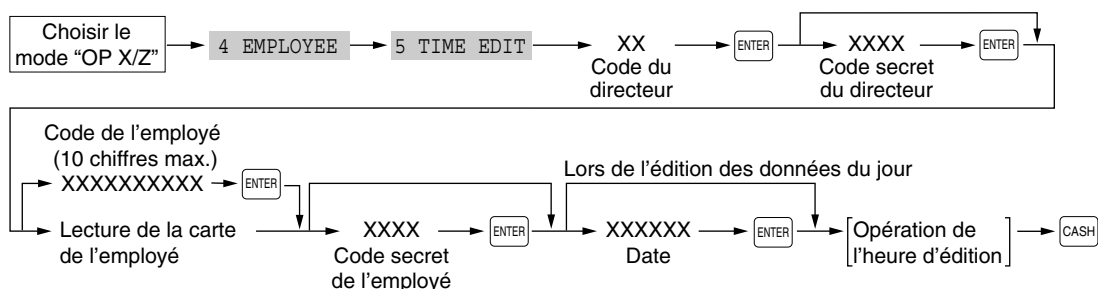 Choisir le
mode “OP X/Z”
4 EMPLOYEE
5 TIME EDIT
XX
Code du
directeur
ENTER
XXXX
Code secret
du directeur
ENTER
Code de l’employé
(10 chiffres max.)
XXXXXXXXXX
ENTER
Lecture de la carte
de l’employé
XXXX
Code secret
de l’employé
ENTER
Lors de l’édition des données du jour
XXXXXX
Date
ENTER
Opération de
l’heure d’édition
CASH